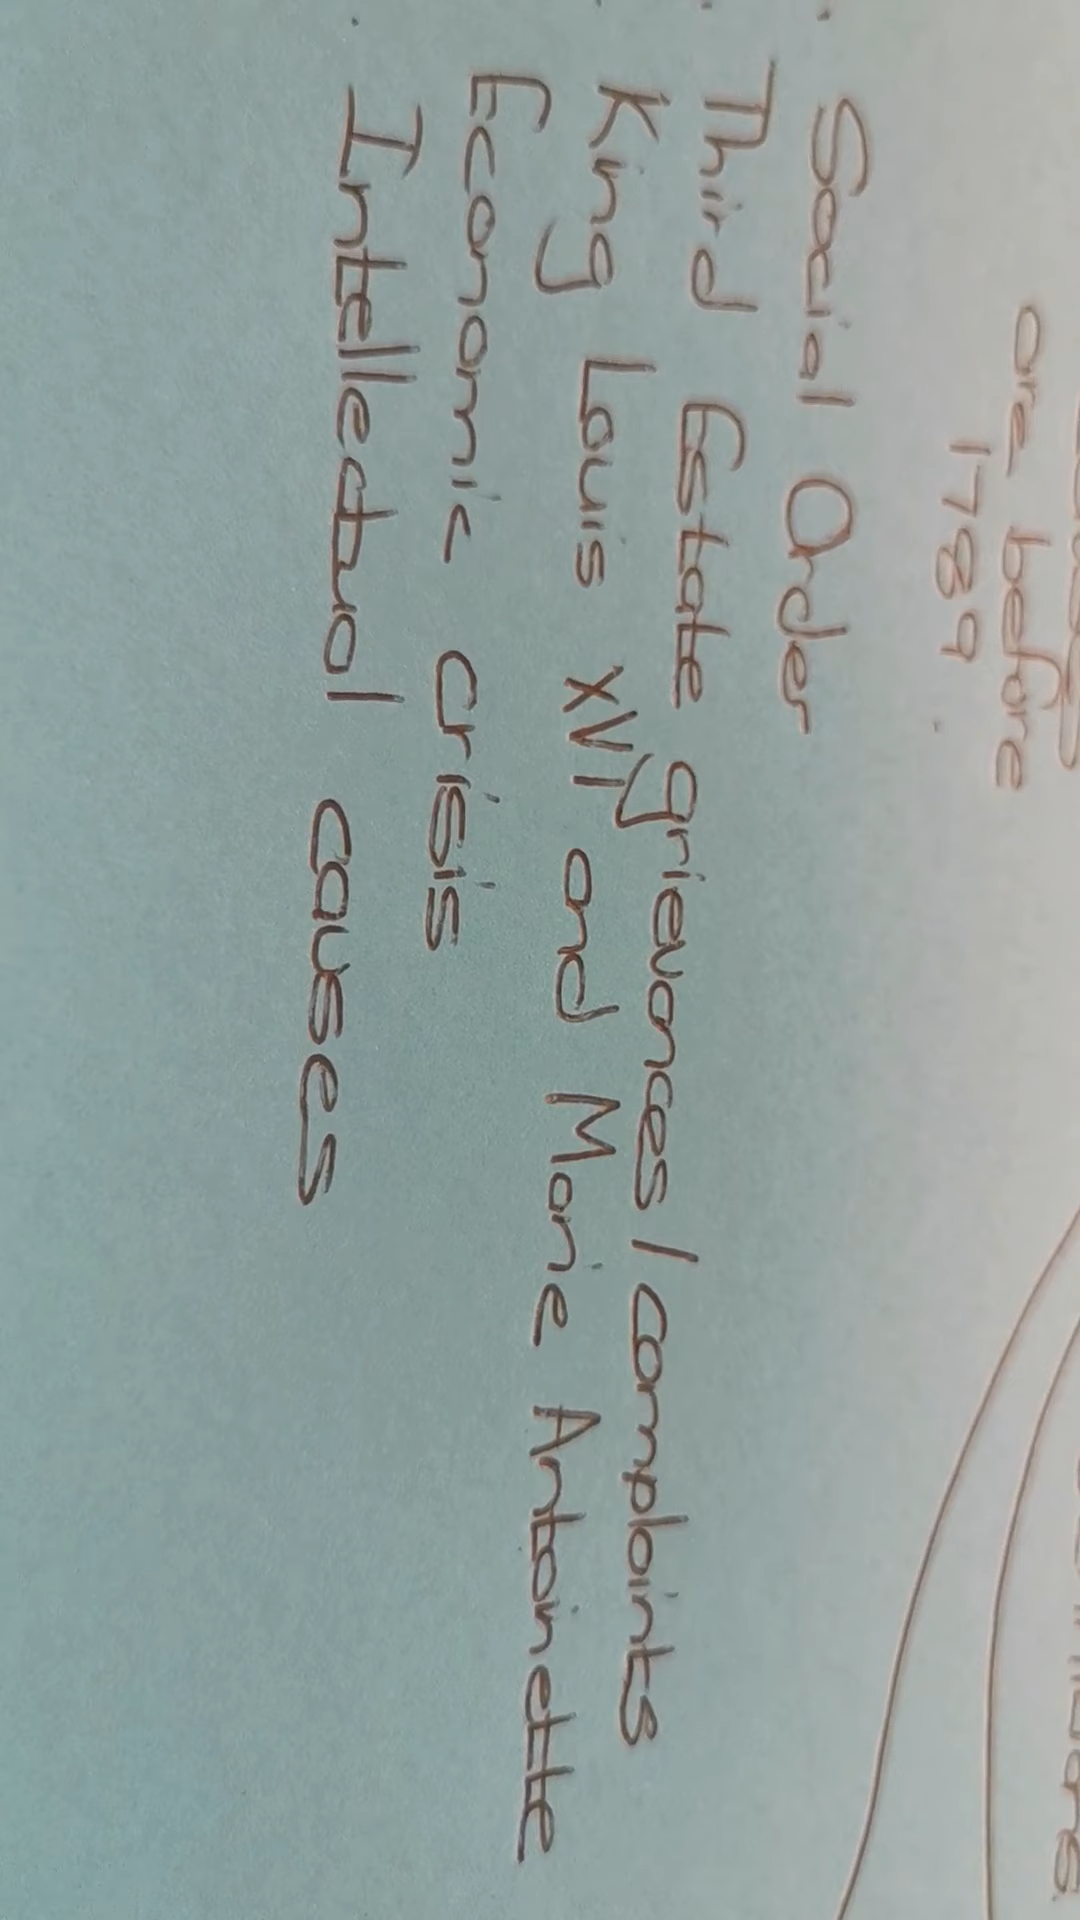 are before
1789.
• Social Order
• Third Estate grievances / complaints
• King Louis XVI and Marie Antoinette
Economic crisis
• Intellectual causes